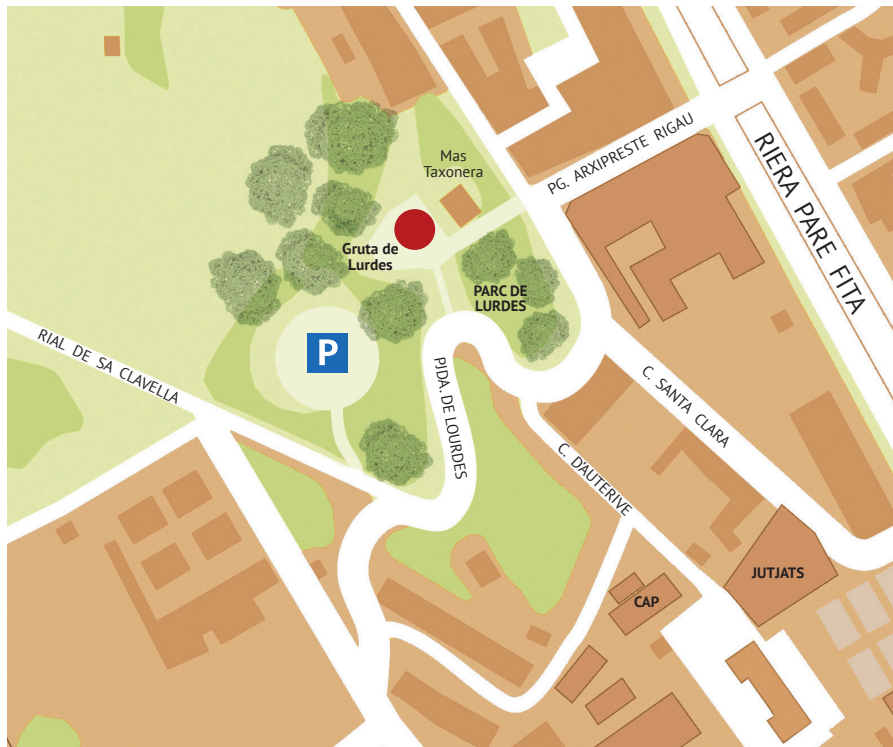 PG. ARXIPRESTE RIGAU
RIERA PARE FITA
Mas
Taxonera
Gruta de
Lurdes
PARC DE
LURDES
P
RIAL DE SA CLAVELLA
PJDA. DE LOURDES
C. SANTA CLARA
C. D'AUTERIVE
JUTJATS
CAP